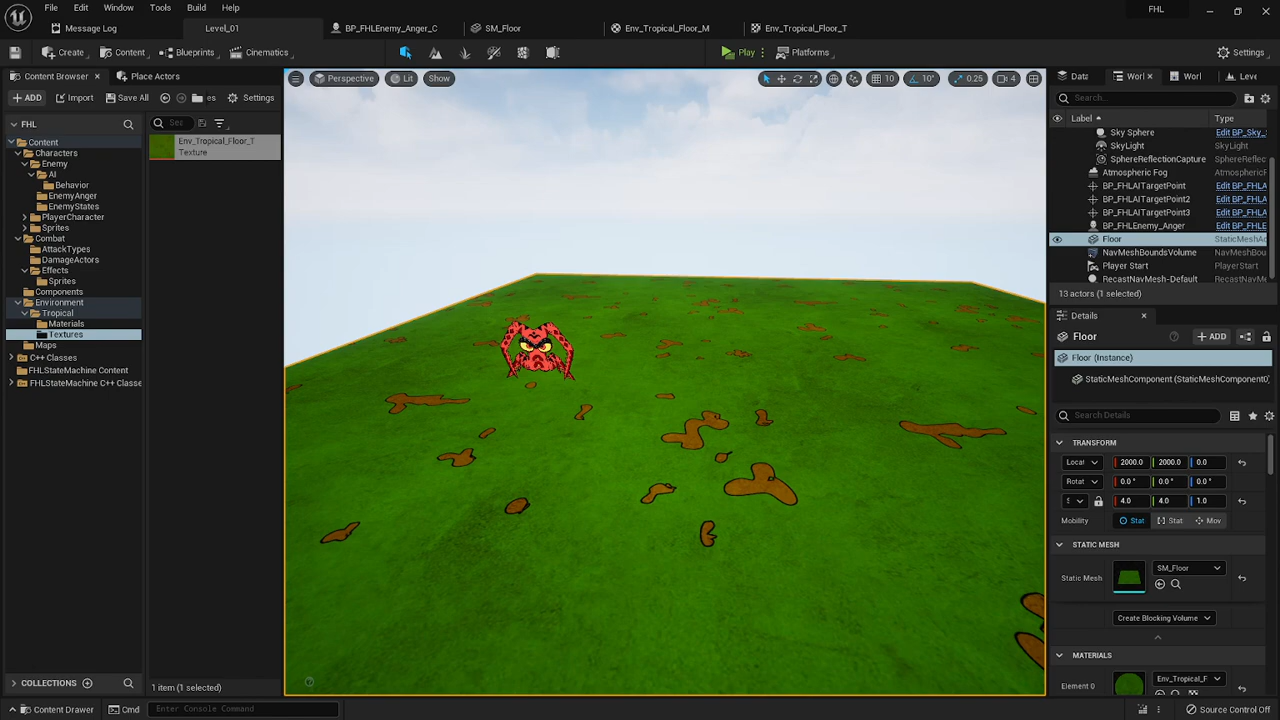 File Edit Window Tools Build Help FHL
Message Log Level_01 BP_FHLEnemy_Anger_C SM_Floor Env_Tropical_Floor_M Env_Tropical_Floor_T
Create Content Blueprints Cinematics Play Platforms Settings
Content Browser Place Actors
ADD Import Save All es Settings
FHL
Content
Characters
Enemy
AI
Behavior
EnemyAnger
EnemyStates
PlayerCharacter
Sprites
Combat
AttackTypes
DamageActors
Effects
Sprites
Components
Environment
Tropical
Materials
Textures
Maps
C++ Classes
FHLStateMachine Content
FHLStateMachine C++ Classe
COLLECTIONS
Sea
Env_Tropical_Floor_T
Texture
1 item (1 selected)
Perspective Lit Show 10 10° 0.25 4
Data Worl Worl Leve
Search...
Label Type
Sky Sphere Edit BP_Sky_
SkyLight SkyLight
SphereReflectionCapture SphereReflec
Atmospheric Fog AtmosphericF
BP_FHLAITargetPoint Edit BP_FHLA
BP_FHLAITargetPoint2 Edit BP_FHLA
BP_FHLAITargetPoint3 Edit BP_FHLA
BP_FHLEnemy_Anger Edit BP_FHLE
Floor StaticMeshAc
NavMeshBoundsVolume NavMeshBou
Player Start PlayerStart
RecastNavMesh-Default RecastNavMes
13 actors (1 selected)
Details
Floor ADD
Floor (Instance)
StaticMeshComponent (StaticMeshComponent0)
Search Details
TRANSFORM
Locat 2000.0 2000.0 0.0
Rotat 0.0° 0.0° 0.0°
S 4.0 4.0 1.0
Mobility Stat Stat Mov
STATIC MESH
Static Mesh SM_Floor
Create Blocking Volume
MATERIALS
Element 0 Env_Tropical_F
Content Drawer Cmd Enter Console Command Source Control Off